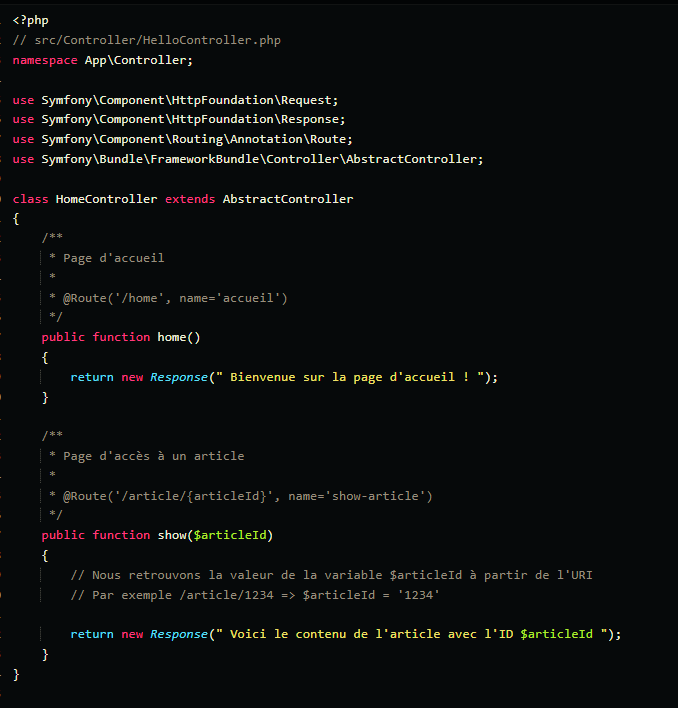 <?php
// src/Controller/HelloController.php
namespace App\Controller;
use Symfony\Component\HttpFoundation\Request;
use Symfony\Component\HttpFoundation\Response;
use Symfony\Component\Routing\Annotation\Route;
use Symfony\Bundle\FrameworkBundle\Controller\AbstractController;
class HomeController extends AbstractController
{
/**
* Page d'accueil
*
* @Route('/home', name='accueil')
*/
public function home()
{
return new Response(" Bienvenue sur la page d'accueil ! ");
}
/**
* Page d'accès à un article
*
* @Route('/article/{articleId}', name='show-article')
*/
public function show($articleId)
{
// Nous retrouvons la valeur de la variable $articleId à partir de l'URI
// Par exemple /article/1234 => $articleId = '1234'
return new Response(" Voici le contenu de l'article avec l'ID $articleId ");
}
}